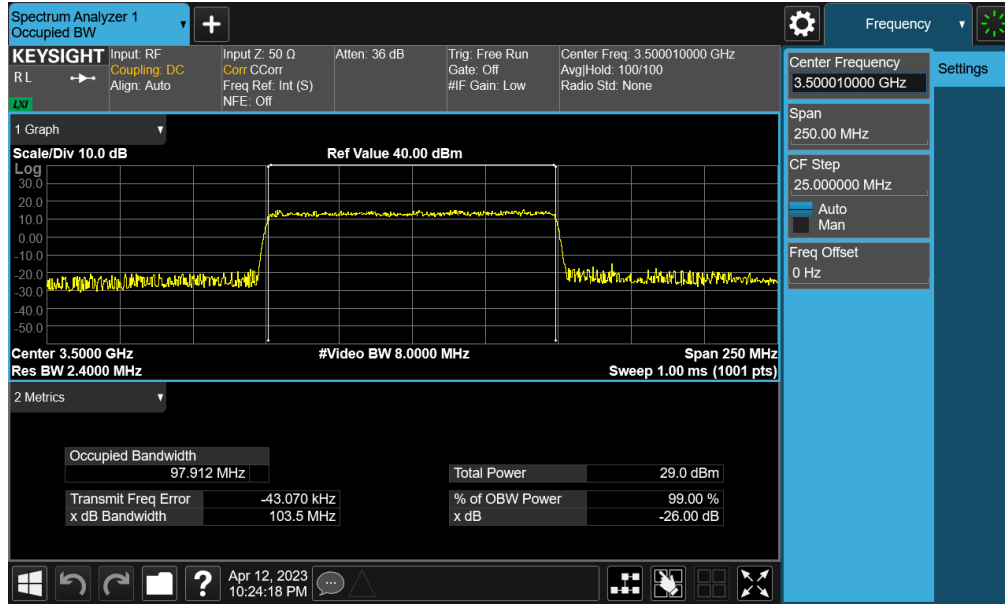 Spectrum Analyzer 1
Occupied BW
Frequency
KEYSIGHT
R L
LXI
Input: RF
Coupling: DC
Align: Auto
Input Z: 50 Ω
Corr CCorr
Freq Ref: Int (S)
NFE: Off
Atten: 36 dB
Trig: Free Run
Gate: Off
#IF Gain: Low
Center Freq: 3.500010000 GHz
Avg|Hold: 100/100
Radio Std: None
Center Frequency
3.500010000 GHz
Settings
Span
250.00 MHz
CF Step
25.000000 MHz
Auto
Man
Freq Offset
0 Hz
1 Graph
Scale/Div 10.0 dB
Ref Value 40.00 dBm
Log
30.0
20.0
10.0
0.00
-10.0
-20.0
-30.0
-40.0
-50.0
Center 3.5000 GHz
#Video BW 8.0000 MHz
Span 250 MHz
Res BW 2.4000 MHz
Sweep 1.00 ms (1001 pts)
2 Metrics
Occupied Bandwidth
97.912 MHz
Total Power 29.0 dBm
Transmit Freq Error -43.070 kHz
% of OBW Power 99.00 %
x dB Bandwidth 103.5 MHz
x dB -26.00 dB
Apr 12, 2023
10:24:18 PM